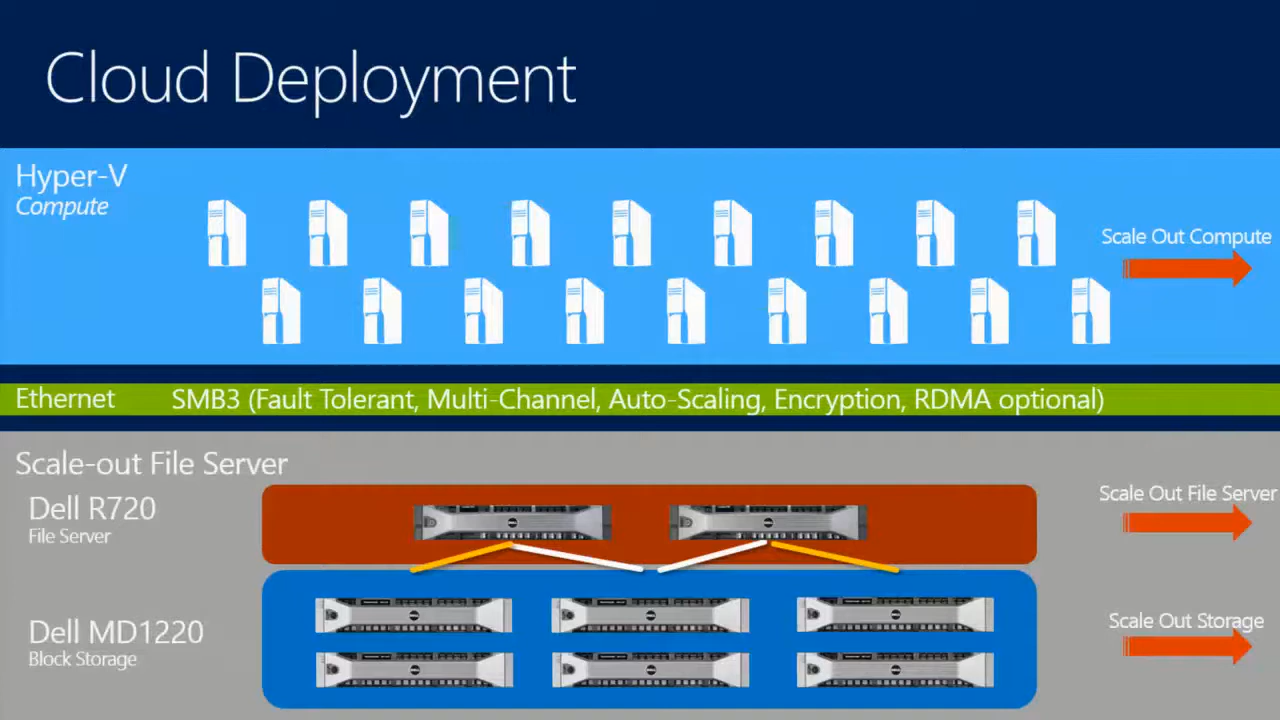 Cloud Deployment
Hyper-V
Compute
Scale Out Compute
Ethernet SMB3 (Fault Tolerant, Multi-Channel, Auto-Scaling, Encryption, RDMA optional)
Scale-out File Server
Dell R720
File Server
Scale Out File Server
Dell MD1220
Block Storage
Scale Out Storage